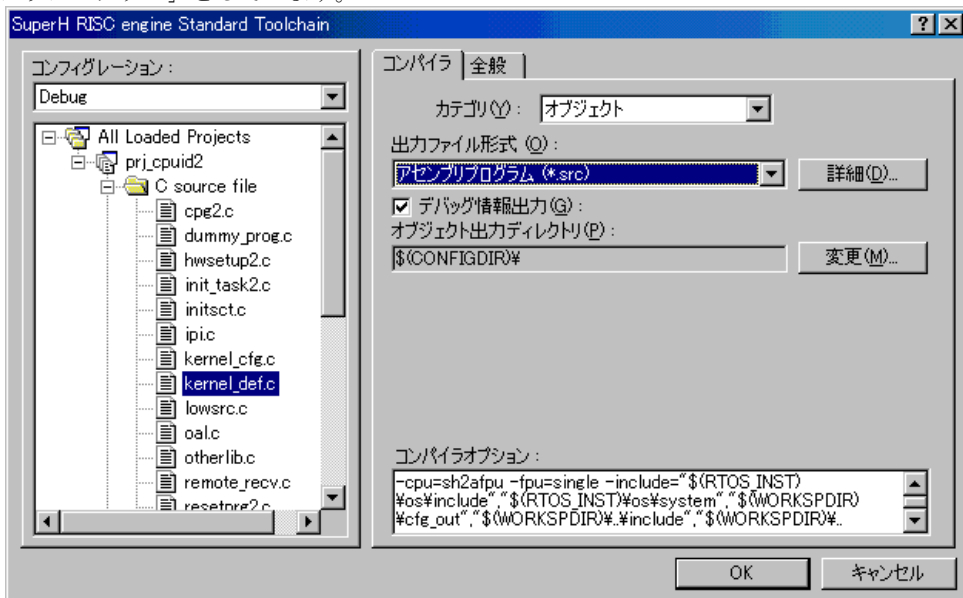 SuperH RISC engine Standard Toolchain
コンフィグレーション :
Debug
All Loaded Projects
prj_cpuid2
C source file
cpg2.c
dummy_prog.c
hwsetup2.c
init_task2.c
initsct.c
ipi.c
kernel_cfg.c
kernel_def.c
lowsrc.c
oal.c
otherlib.c
remote_recv.c
resetprg2.c
コンパイラ 全般
カテゴリ(Y) : オブジェクト
出力ファイル形式 (O) :
アセンブリプログラム (*.src) 詳細(D)...
デバッグ情報出力(G) :
オブジェクト出力ディレクトリ(P) :
$(CONFIGDIR)¥ 変更(M)...
コンパイラオプション :
-cpu=sh2afpu -fpu=single -include="$(RTOS_INST)
¥os¥include","$(RTOS_INST)¥os¥system","$(WORKSPDIR)
¥cfg_out","$(WORKSPDIR)¥.¥include","$(WORKSPDIR)¥..
OK キャンセル